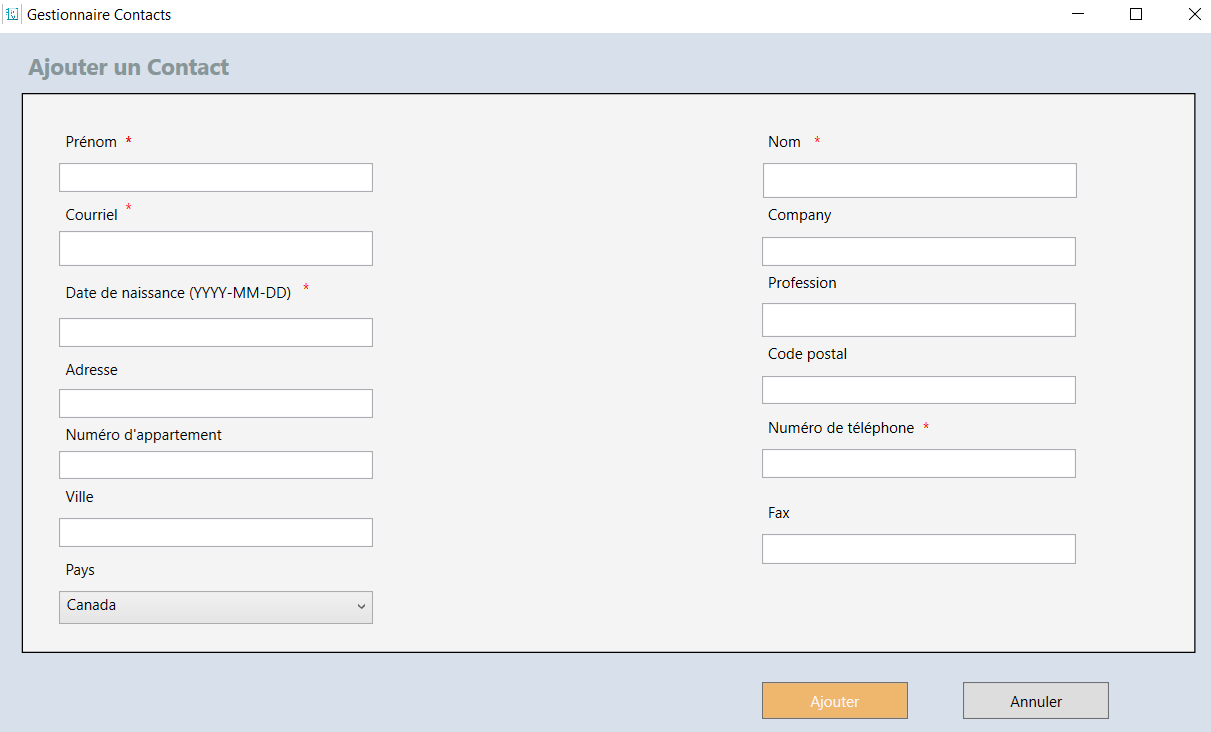 Gestionnaire Contacts
Ajouter un Contact
Prénom *
Nom *
Courriel *
Company
Date de naissance (YYYY-MM-DD) *
Profession
Adresse
Code postal
Numéro d'appartement
Numéro de téléphone *
Ville
Fax
Pays
Canada
Ajouter
Annuler